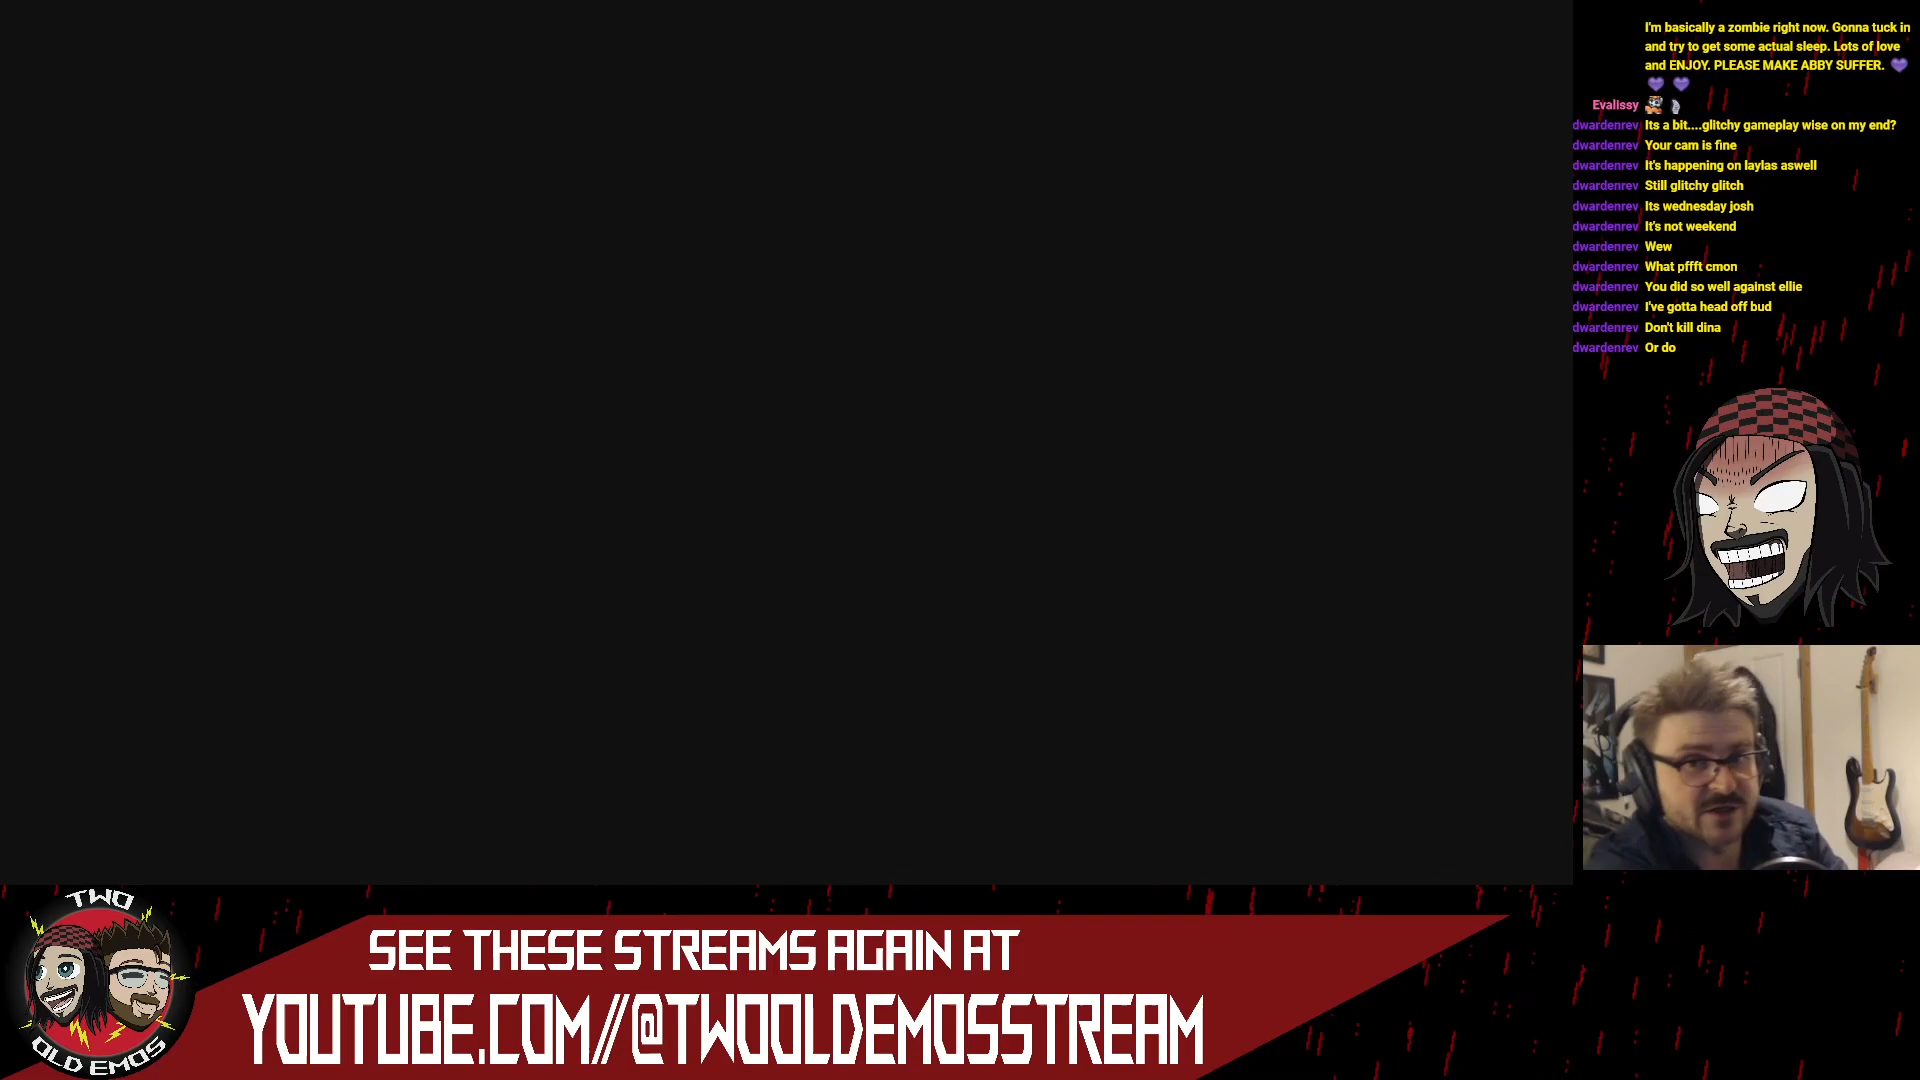 I'm basically a zombie right now. Gonna tuck in
and try to get some actual sleep. Lots of love
and ENJOY. PLEASE MAKE ABBY SUFFER.
Evalissy
dwardenrev Its a bit....glitchy gameplay wise on my end?
dwardenrev Your cam is fine
dwardenrev It's happening on laylas aswell
dwardenrev Still glitchy glitch
dwardenrev Its wednesday josh
dwardenrev It's not weekend
dwardenrev Wew
dwardenrev What pffft cmon
dwardenrev You did so well against ellie
dwardenrev I've gotta head off bud
dwardenrev Don't kill dina
dwardenrev Or do
TWO
OLD EMOS
SEE THESE STREAMS AGAIN AT
YOUTUBE.COM//@TWOOLDEMOSSTREAM